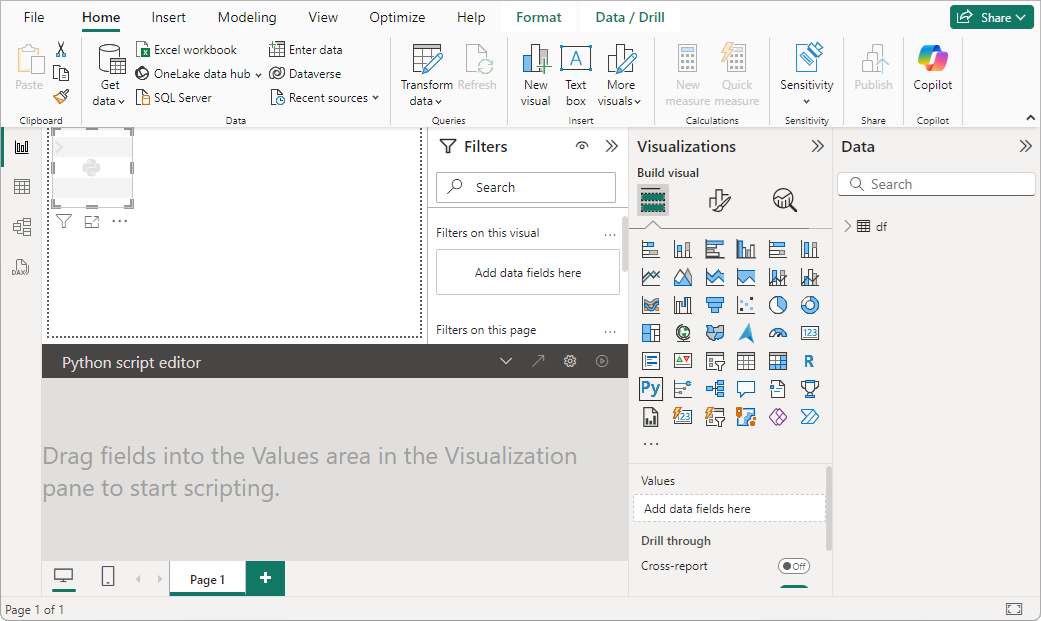 File Home Insert Modeling View Optimize Help Format Data / Drill Share
Paste
Clipboard
Get data
Excel workbook
OneLake data hub
SQL Server
Enter data
Dataverse
Recent sources
Data
Transform data
Refresh
Queries
New visual
Text box
More visuals
Insert
New measure
Quick measure
Calculations
Sensitivity
Sensitivity
Publish
Share
Copilot
Copilot
DAX
Filters
Search
Filters on this visual
...
Add data fields here
Filters on this page
...
Python script editor
Drag fields into the Values area in the Visualization
pane to start scripting.
Visualizations
Build visual
123
R
Py
123
...
Values
Add data fields here
Drill through
Cross-report
Off
Data
Search
df
Page 1
+
Page 1 of 1